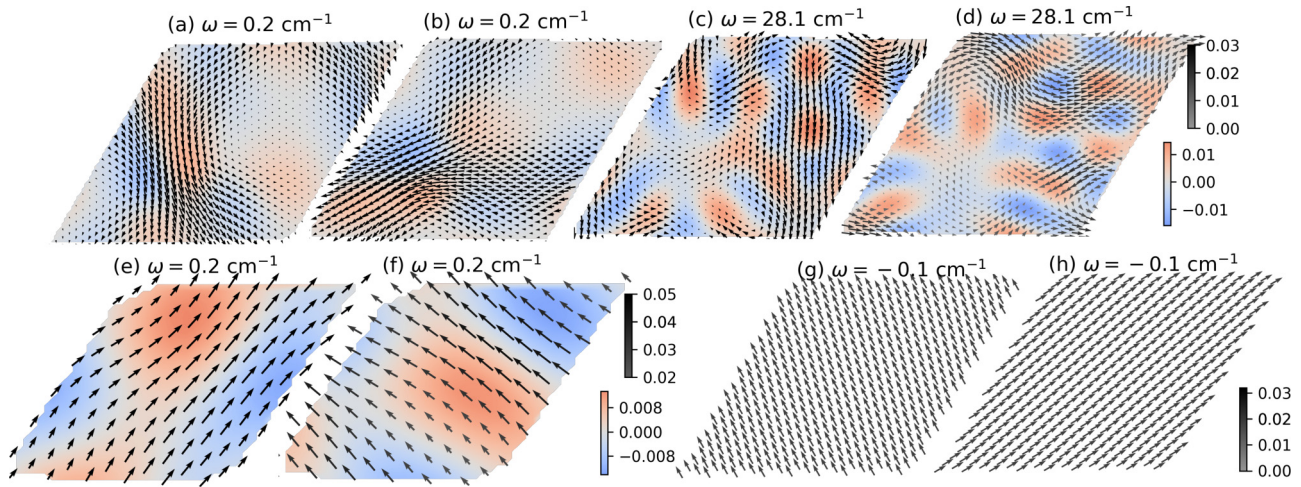 (a) ω = 0.2 cm⁻¹
(b) ω = 0.2 cm⁻¹
(c) ω = 28.1 cm⁻¹
(d) ω = 28.1 cm⁻¹
0.03
0.02
0.01
0.00
0.01
0.00
−0.01
(e) ω = 0.2 cm⁻¹
(f) ω = 0.2 cm⁻¹
0.05
0.04
0.03
0.02
0.008
0.000
−0.008
(g) ω = −0.1 cm⁻¹
(h) ω = −0.1 cm⁻¹
0.03
0.02
0.01
0.00